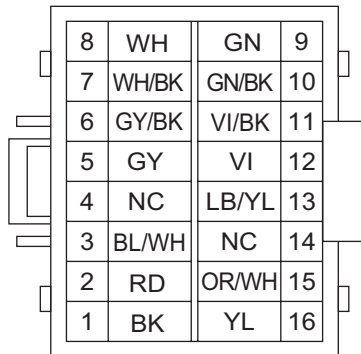 8 WH GN 9
7 WH/BK GN/BK 10
6 GY/BK VI/BK 11
5 GY VI 12
4 NC LB/YL 13
3 BL/WH NC 14
2 RD OR/WH 15
1 BK YL 16